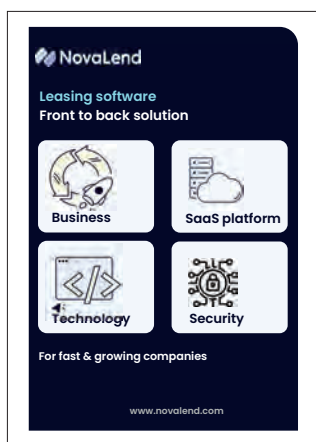 NovaLend
Leasing software
Front to back solution
Business
SaaS platform
</>
Technology
Security
For fast & growing companies
www.novalend.com